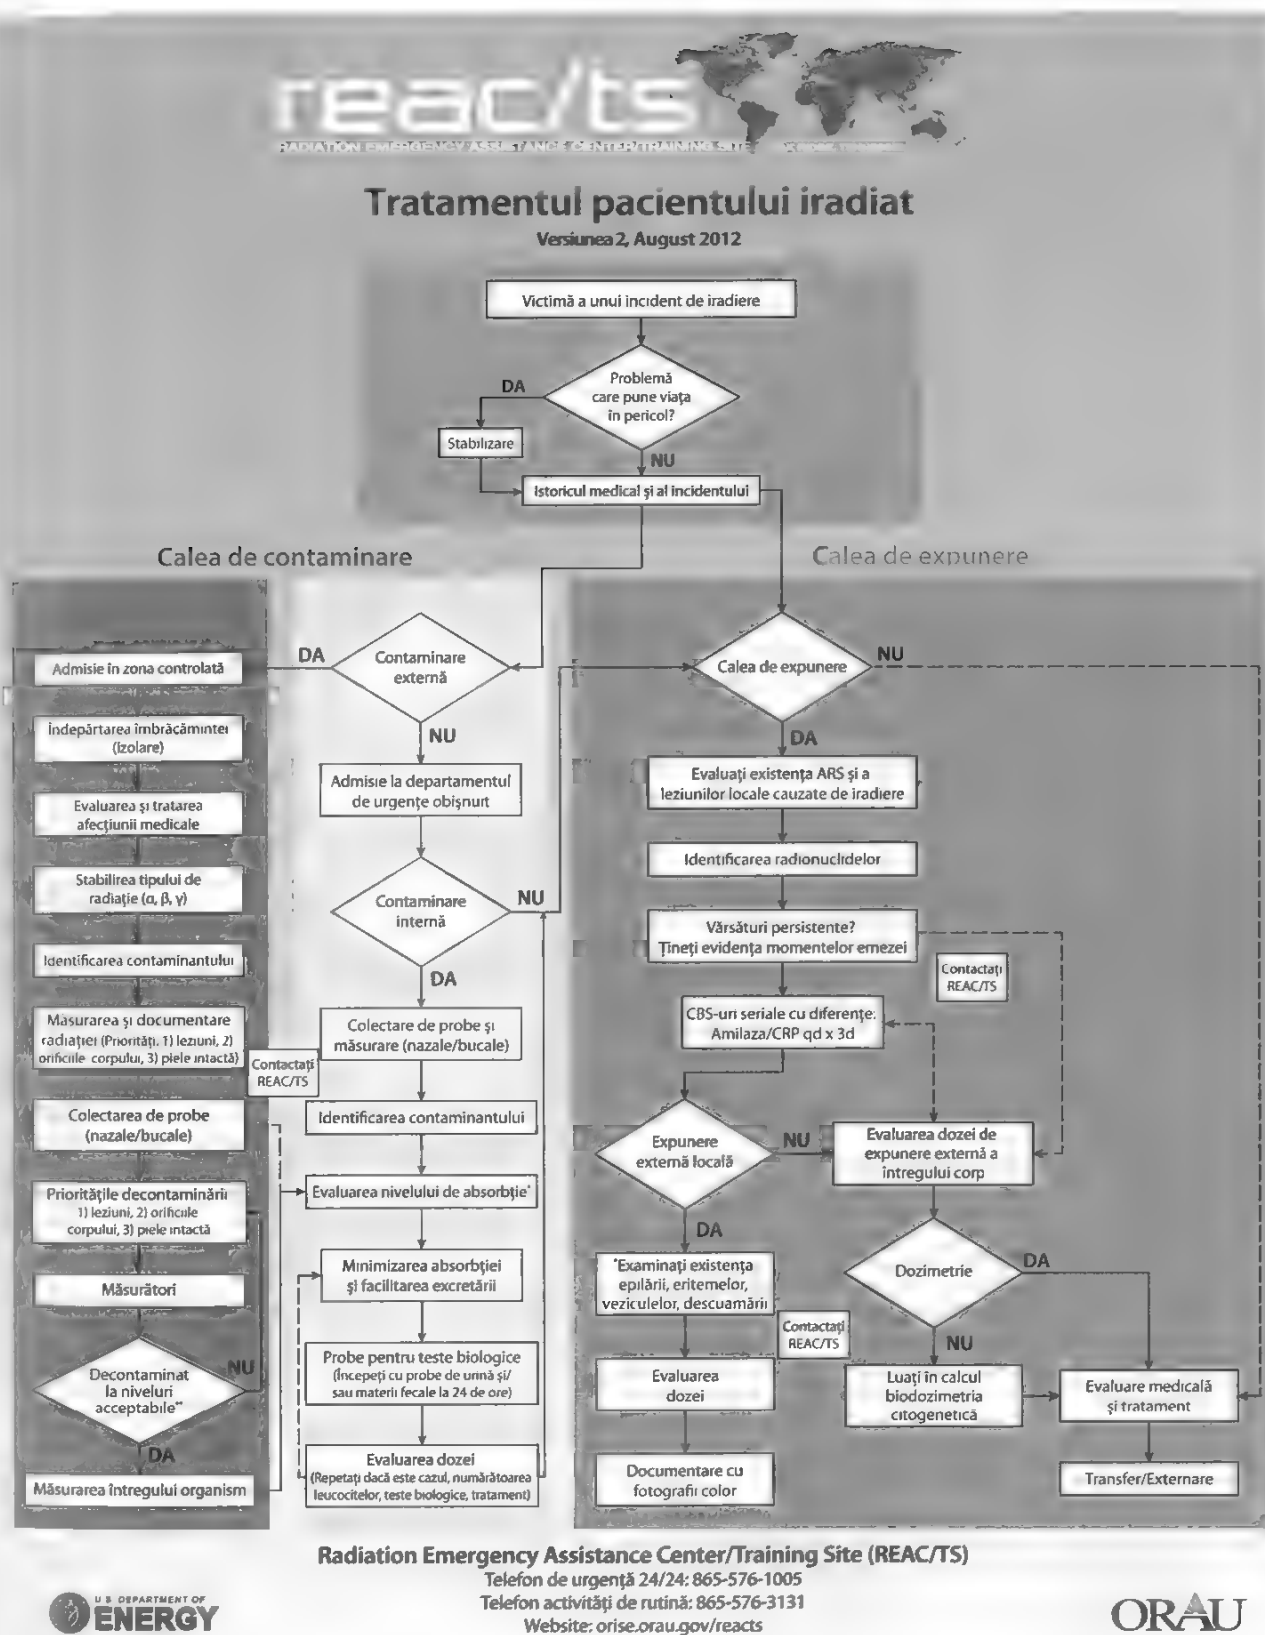 reac/ts
RADIATION EMERGENCY ASSISTANCE CENTER/TRAINING SITE
Tratamentul pacientului iradiat
Versiunea 2, August 2012
Victimă a unui incident de iradiere
Problemă
care pune viața
în pericol?
DA
Stabilizare
NU
Istoricul medical și al incidentului
Calea de contaminare
Calea de expunere
Admisie în zona controlată
Îndepărtarea îmbrăcămintei
(izolare)
Evaluarea și tratarea
afecțiunii medicale
Stabilirea tipului de
radiație (α, β, γ)
Identificarea contaminantului
Măsurarea și documentare
radiației (Priorități. 1) leziuni, 2)
orificiile corpului, 3) piele intactă)
Colectarea de probe
(nazale/bucale)
Prioritățile decontaminării
1) leziuni, 2) orificiile
corpului, 3) piele intactă
Măsurători
Decontaminat
la niveluri
acceptabile**
NU
DA
Măsurarea întregului organism
DA
Contaminare
externă
NU
Admisie la departamentul
de urgențe obișnurt
Contaminare
internă
NU
DA
Colectare de probe și
măsurare (nazale/bucale)
Contactați
REAC/TS
Identificarea contaminantului
Evaluarea nivelului de absorbție*
Minimizarea absorbției
și facilitarea excretării
Probe pentru teste biologice
(Începeți cu probe de urină și/
sau materii fecale la 24 de ore)
Evaluarea dozei
(Repetați dacă este cazul, numărătoarea
leucocitelor, teste biologice, tratament)
Calea de expunere
NU
DA
Evaluați existența ARS și a
leziunilor locale cauzate de iradiere
Identificarea radionuclidelor
Vărsături persistente?
Țineți evidența momentelor emezei
Contactați
REAC/TS
CBS-uri seriale cu diferențe:
Amilaza/CRP qd x 3d
Expunere
externă locală
NU
Evaluarea dozei de
expunere externă a
întregului corp
DA
*Examinați existența
epilării, eritemelor,
veziculelor, descuamării
Contactați
REAC/TS
Evaluarea
dozei
Documentare cu
fotografii color
Dozimetrie
DA
NU
Luați în calcul
biodozimetria
citogenetică
Evaluare medicală
și tratament
Transfer/Externare
Radiation Emergency Assistance Center/Training Site (REAC/TS)
Telefon de urgență 24/24: 865-576-1005
Telefon activități de rutină: 865-576-3131
Website: orise.orau.gov/reacts
U.S. DEPARTMENT OF
ENERGY
ORAU